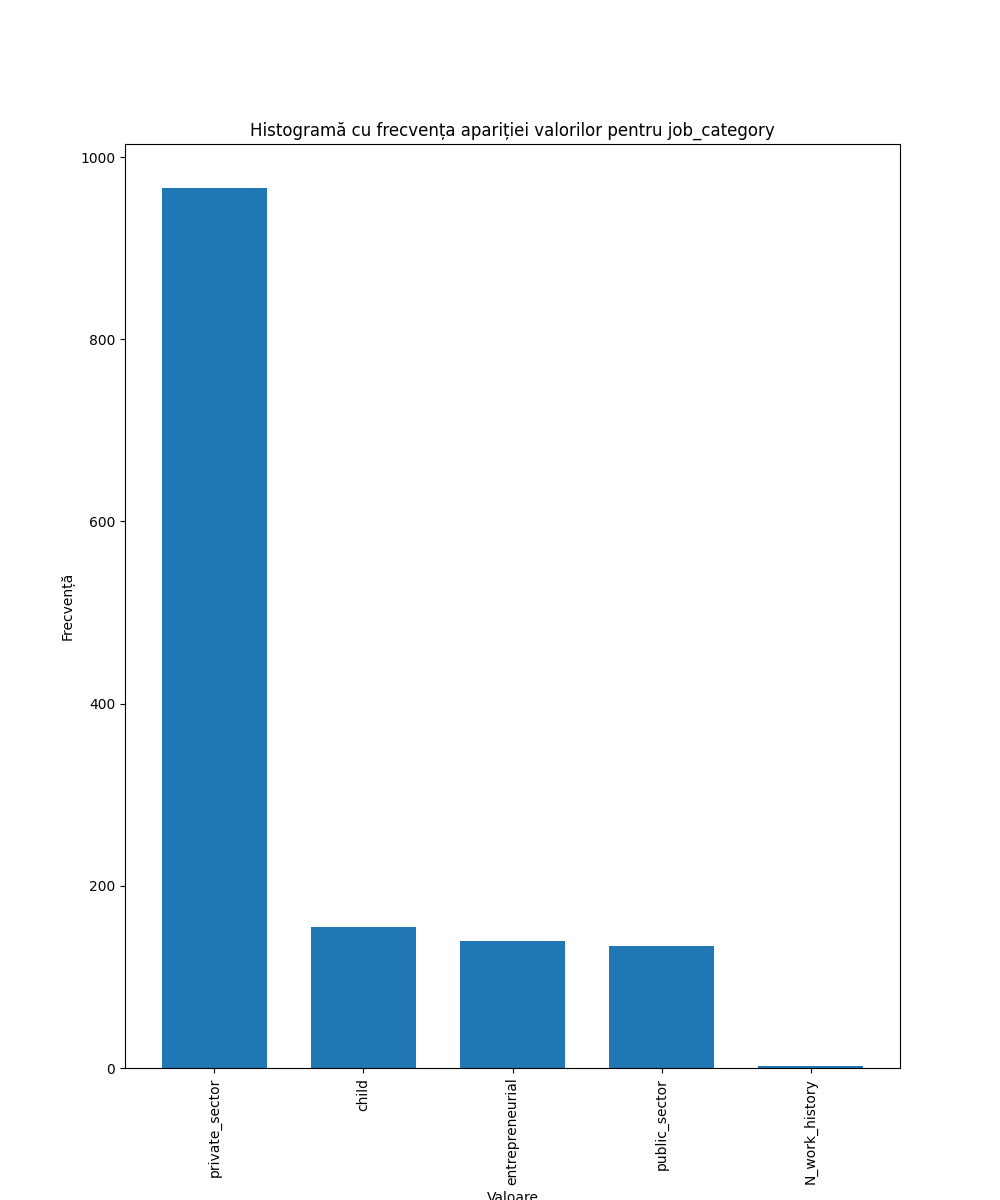 Histogramă cu frecvența apariției valorilor pentru job_category
1000
800
600
400
200
0
Frecvență
private_sector
child
entrepreneurial
public_sector
N_work_history
Valoare